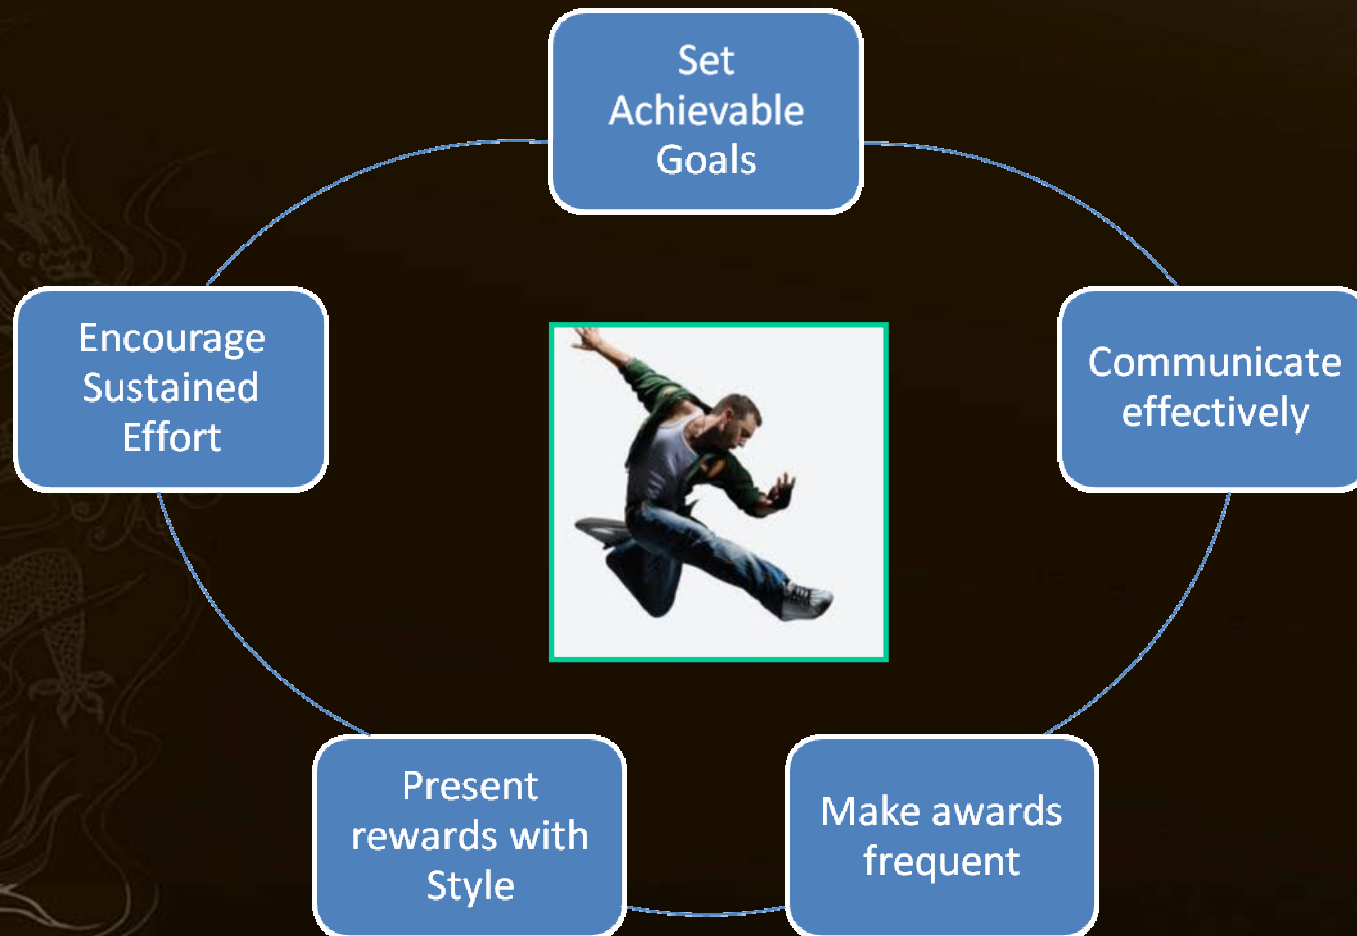 Set
Achievable
Goals
Communicate
effectively
Make awards
frequent
Present
rewards with
Style
Encourage
Sustained
Effort